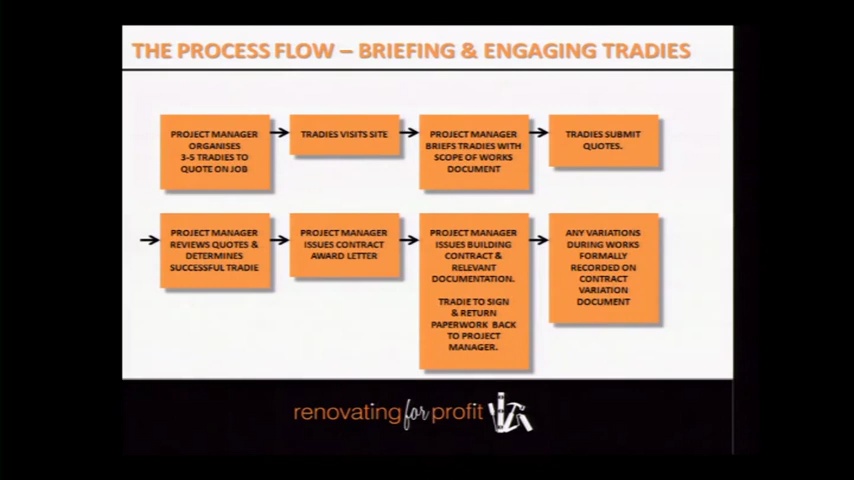 THE PROCESS FLOW – BRIEFING & ENGAGING TRADIES
PROJECT MANAGER
ORGANISES
3-5 TRADIES TO
QUOTE ON JOB
TRADIES VISITS SITE
PROJECT MANAGER
BRIEFS TRADIES WITH
SCOPE OF WORKS
DOCUMENT
TRADIES SUBMIT
QUOTES.
PROJECT MANAGER
REVIEWS QUOTES &
DETERMINES
SUCCESSFUL TRADIE
PROJECT MANAGER
ISSUES CONTRACT
AWARD LETTER
PROJECT MANAGER
ISSUES BUILDING
CONTRACT &
RELEVANT
DOCUMENTATION.
TRADIE TO SIGN
& RETURN
PAPERWORK BACK
TO PROJECT
MANAGER.
ANY VARIATIONS
DURING WORKS
FORMALLY
RECORDED ON
CONTRACT
VARIATION
DOCUMENT
renovating for profit